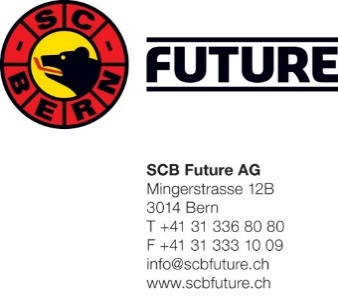 SC
BERN
FUTURE
SCB Future AG
Mingerstrasse 12B
3014 Bern
T +41 31 336 80 80
F +41 31 333 10 09
info@scbfuture.ch
www.scbfuture.ch